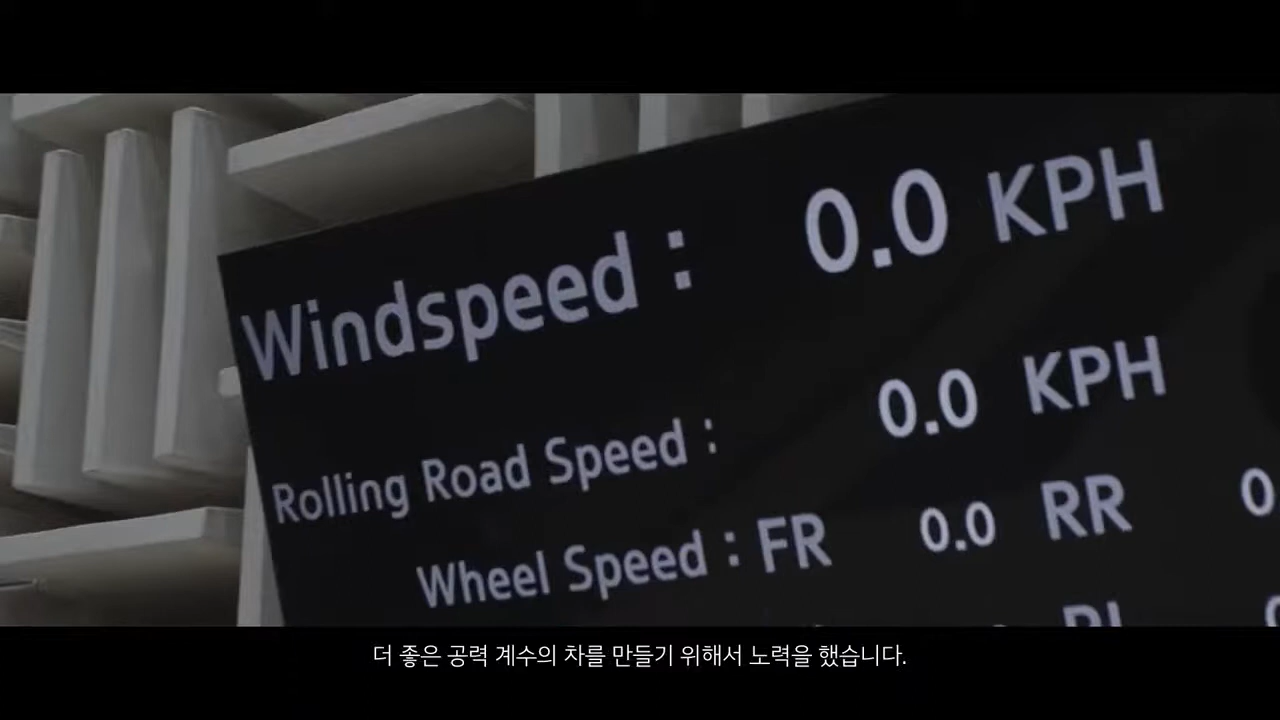 Windspeed : 0.0 KPH
Rolling Road Speed : 0.0 KPH
Wheel Speed : FR 0.0 RR
더 좋은 공력 계수의 차를 만들기 위해서 노력을 했습니다.